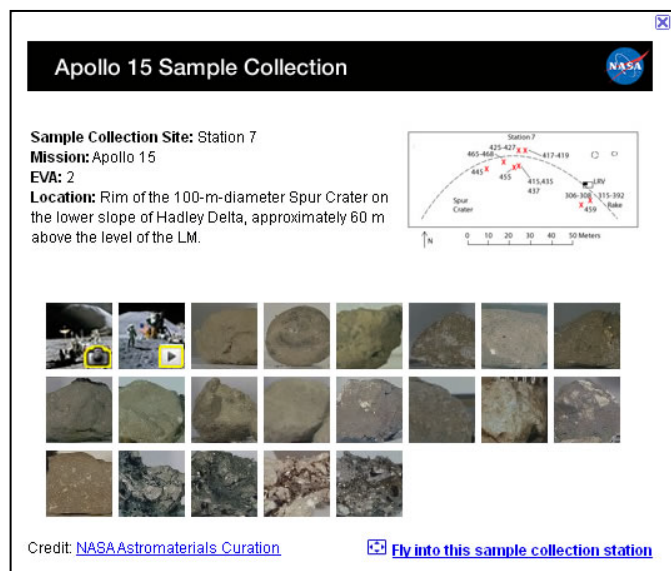 Apollo 15 Sample Collection
NASA
Sample Collection Site: Station 7
Mission: Apollo 15
EVA: 2
Location: Rim of the 100-m-diameter Spur Crater on
the lower slope of Hadley Delta, approximately 60 m
above the level of the LM.
Station 7
425-427
417-419
465-468
445
455
415,435
437
LRV
306-308
315-392
Spur
Crater
459
Rake
N
0 10 20 30 40 50 Meters
Credit: NASA Astromaterials Curation
Fly into this sample collection station